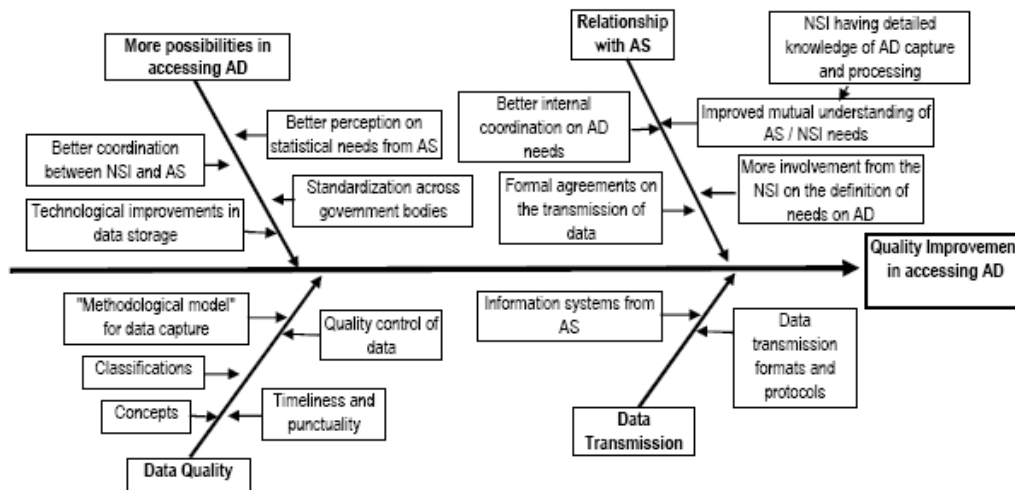 More possibilities in
accessing AD
Relationship
with AS
NSI having detailed
knowledge of AD capture
and processing
Better perception on
statistical needs from AS
Better coordination
between NSI and AS
Standardization across
government bodies
Technological improvements in
data storage
Better internal
coordination on AD
needs
Improved mutual understanding of
AS / NSI needs
Formal agreements on
the transmission of
data
More involvement from the
NSI on the definition of
needs on AD
Quality Improvemen
in accessing AD
"Methodological model"
for data capture
Quality control of
data
Classifications
Concepts
Timeliness and
punctuality
Data Quality
Information systems from
AS
Data
transmission
formats and
protocols
Data
Transmission